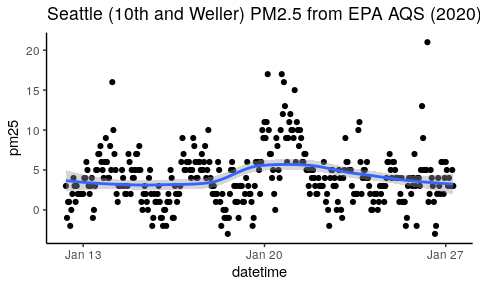 Seattle (10th and Weller) PM2.5 from EPA AQS (2020)
pm25
20
15
10
5
0
Jan 13
Jan 20
Jan 27
datetime